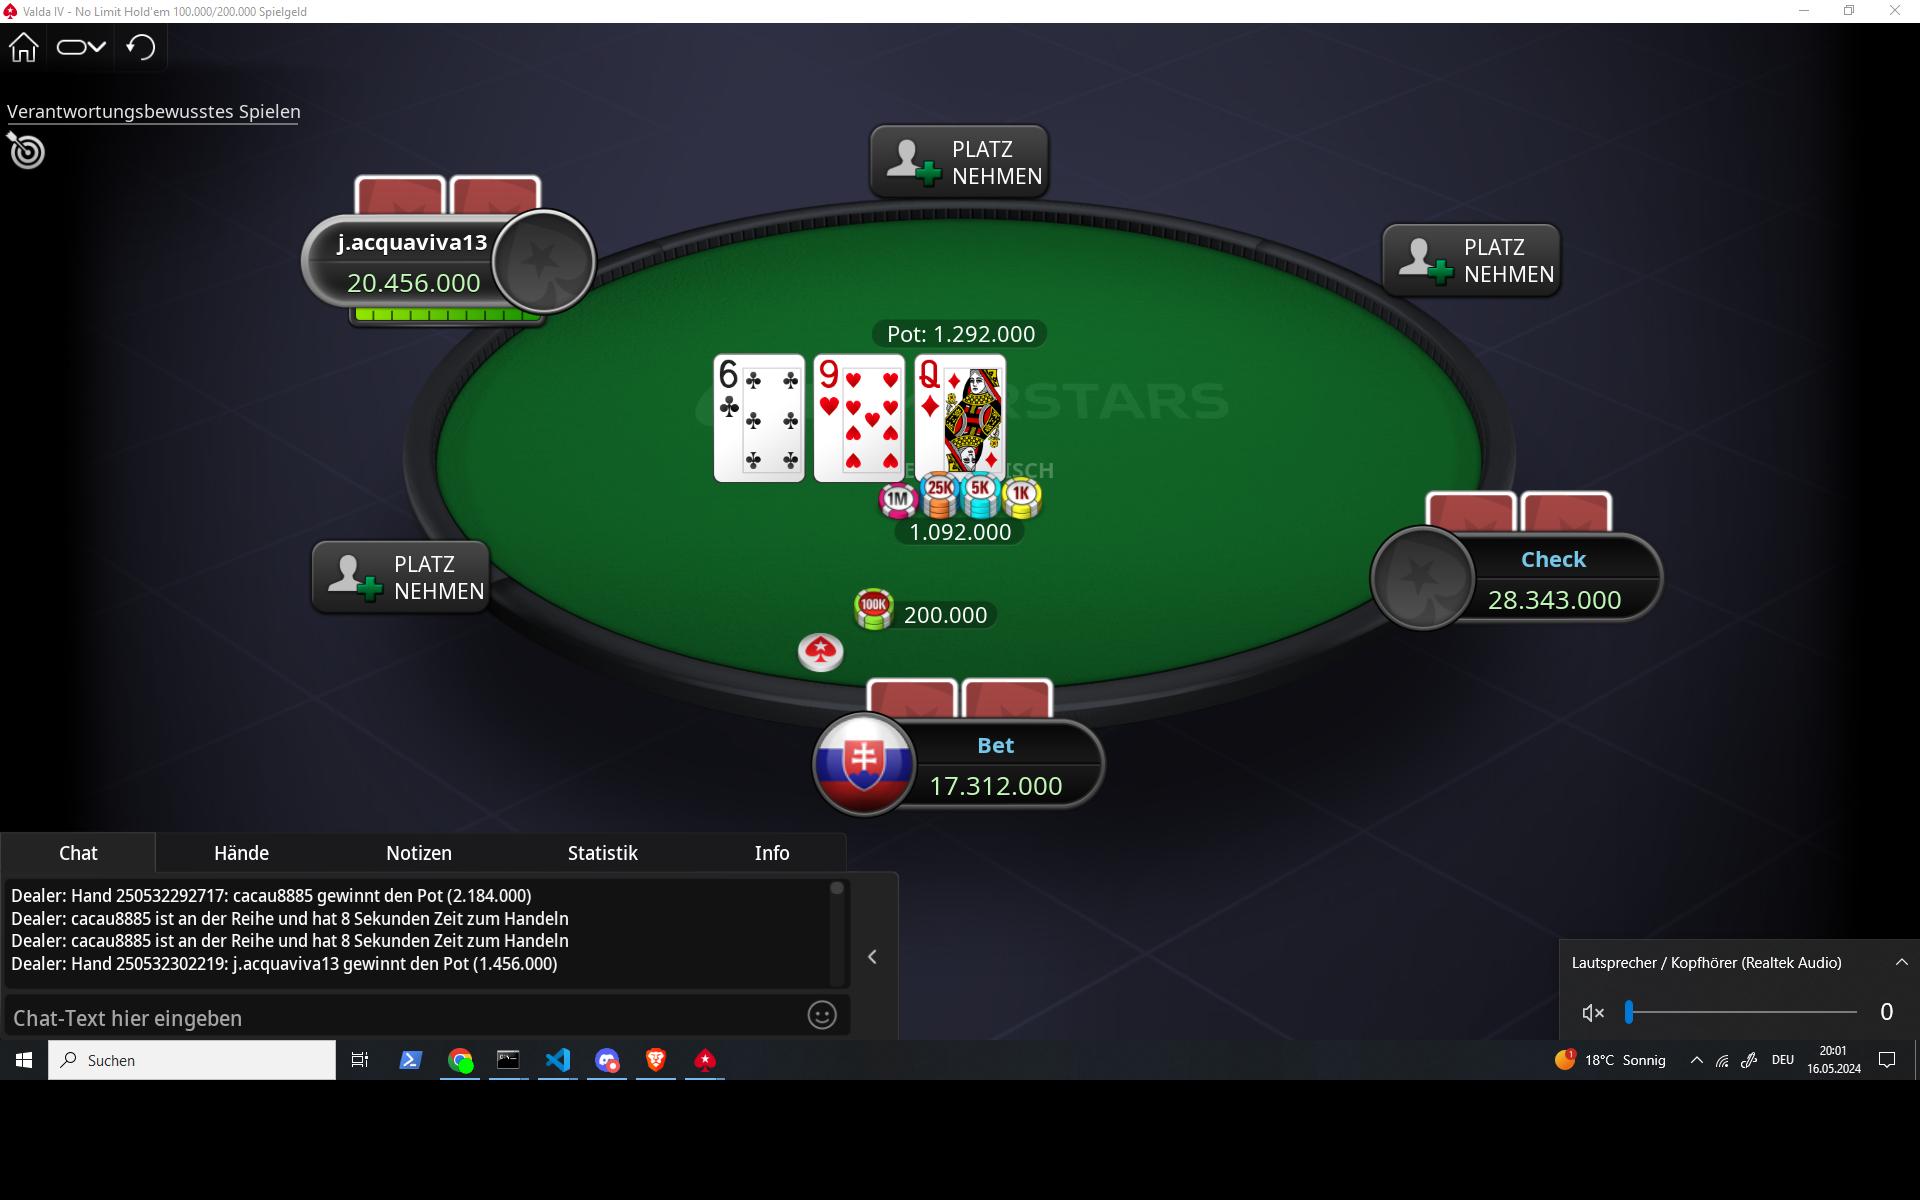 Valda IV - No Limit Hold'em 100.000/200.000 Spielgeld
Verantwortungsbewusstes Spielen
PLATZ
NEHMEN
j.acquaviva13
20.456.000
PLATZ
NEHMEN
Pot: 1.292.000
6
9
Q
RSTARS
1M
25K
5K
1K
1.092.000
Check
28.343.000
PLATZ
NEHMEN
100K
200.000
Bet
17.312.000
Chat
Hände
Notizen
Statistik
Info
Dealer: Hand 250532292717: cacau8885 gewinnt den Pot (2.184.000)
Dealer: cacau8885 ist an der Reihe und hat 8 Sekunden Zeit zum Handeln
Dealer: cacau8885 ist an der Reihe und hat 8 Sekunden Zeit zum Handeln
Dealer: Hand 250532302219: j.acquaviva13 gewinnt den Pot (1.456.000)
Chat-Text hier eingeben
Lautsprecher / Kopfhörer (Realtek Audio)
0
Suchen
1
18°C Sonnig
DEU
20:01
16.05.2024